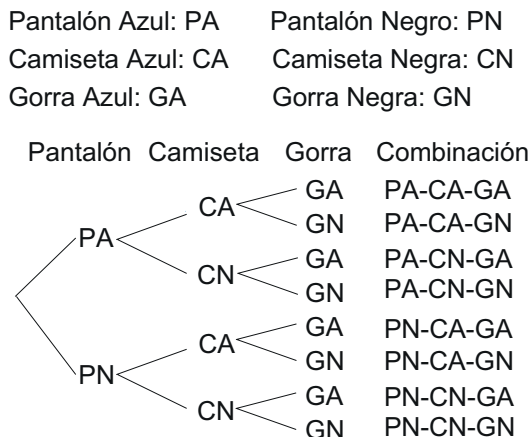 Pantalón Azul: PA Pantalón Negro: PN
Camiseta Azul: CA Camiseta Negra: CN
Gorra Azul: GA Gorra Negra: GN
Pantalón Camiseta Gorra Combinación
GA PA-CA-GA
CA
GN PA-CA-GN
PA
GA PA-CN-GA
CN
GN PA-CN-GN
GA PN-CA-GA
CA
GN PN-CA-GN
PN
GA PN-CN-GA
CN
GN PN-CN-GN